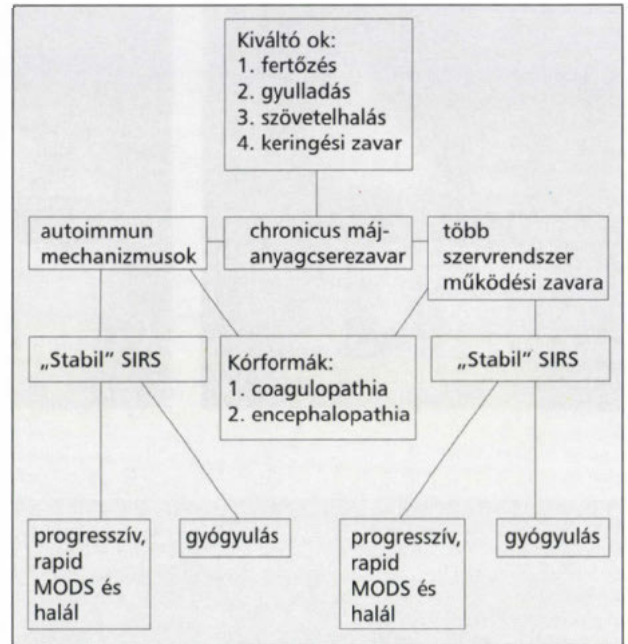 Kiváltó ok:
1. fertőzés
2. gyulladás
3. szövetelhalás
4. keringési zavar
autoimmun
mechanizmusok
chronicus máj-
anyagcserezavar
több
szervrendszer
működési zavara
„Stabil" SIRS
Kórformák:
1. coagulopathia
2. encephalopathia
„Stabil" SIRS
progresszív,
rapid
MODS és
halál
gyógyulás
progresszív,
rapid
MODS és
halál
gyógyulás